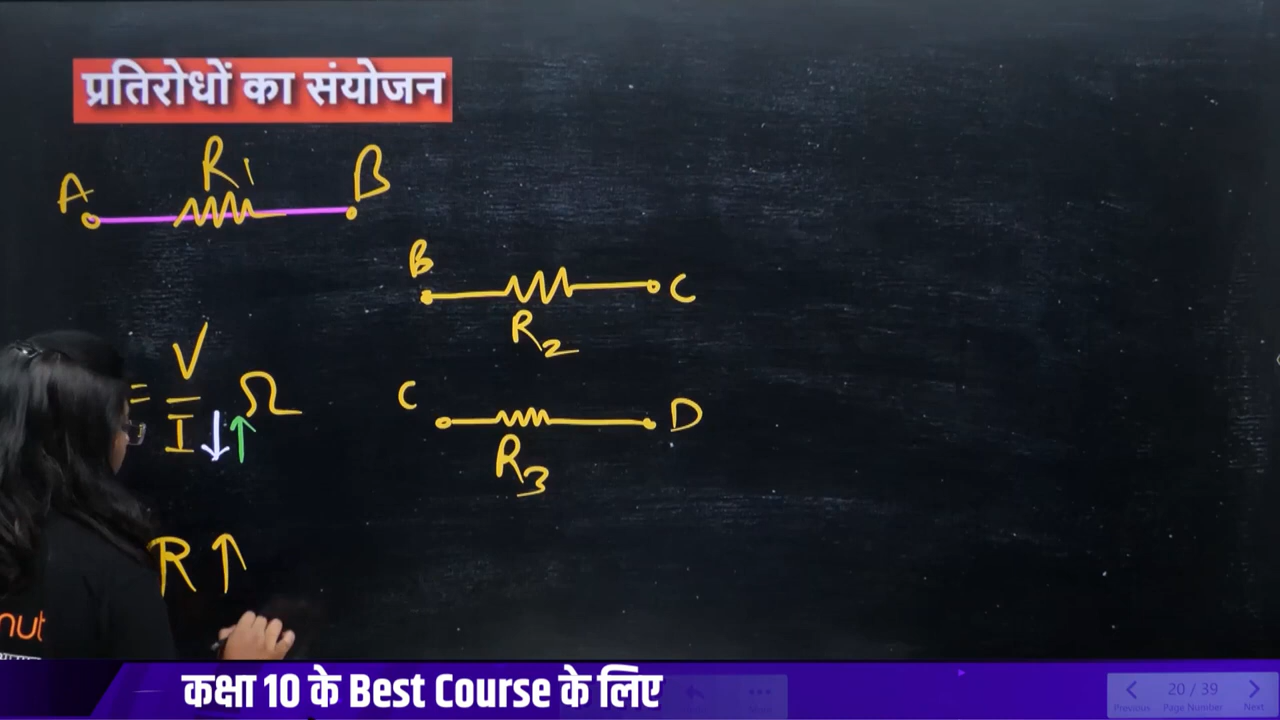 प्रतिरोधों का संयोजन
A R1 B
B C
R2
= V/I ↓↑ Ω
C D
R3
R ↑
nut
कक्षा 10 के Best Course के लिए
20 / 39
Previous Page Number Next